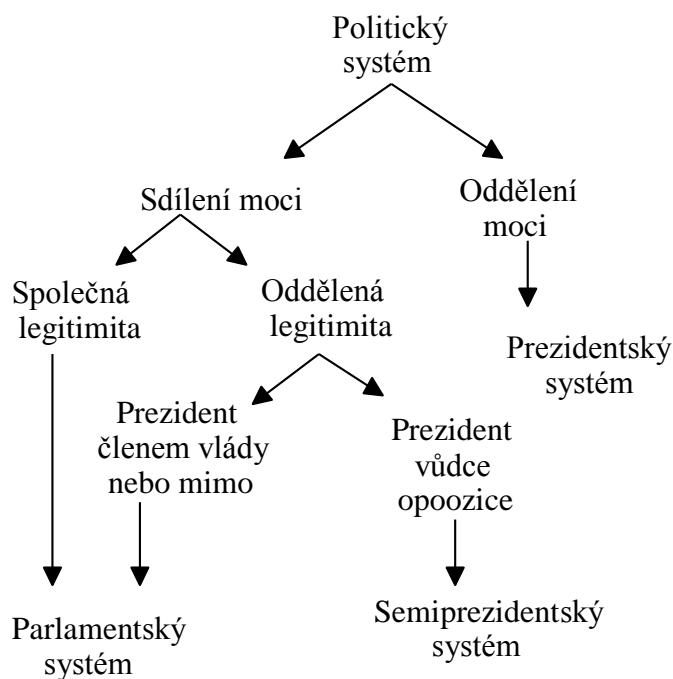 Politický
systém
Sdílení moci
Oddělení
moci
Společná
legitimita
Oddělená
legitimita
Prezidentský
systém
Prezident
členem vlády
nebo mimo
Prezident
vůdce
opoozice
Parlamentský
systém
Semiprezidentský
systém